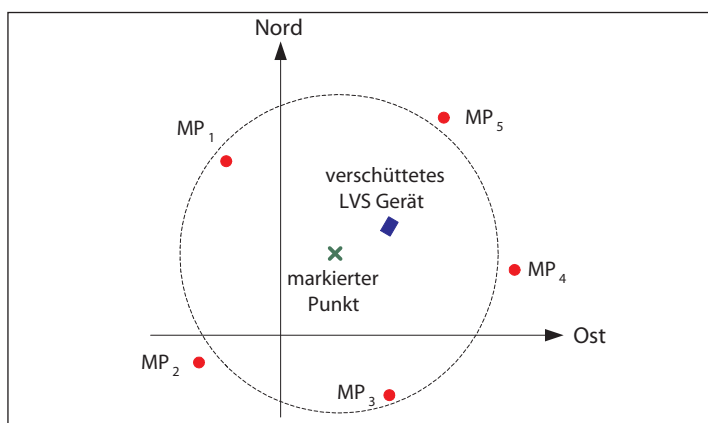 Nord
MP 5
MP 1
verschüttetes
LVS Gerät
MP 4
markierter
Punkt
Ost
MP 2
MP 3